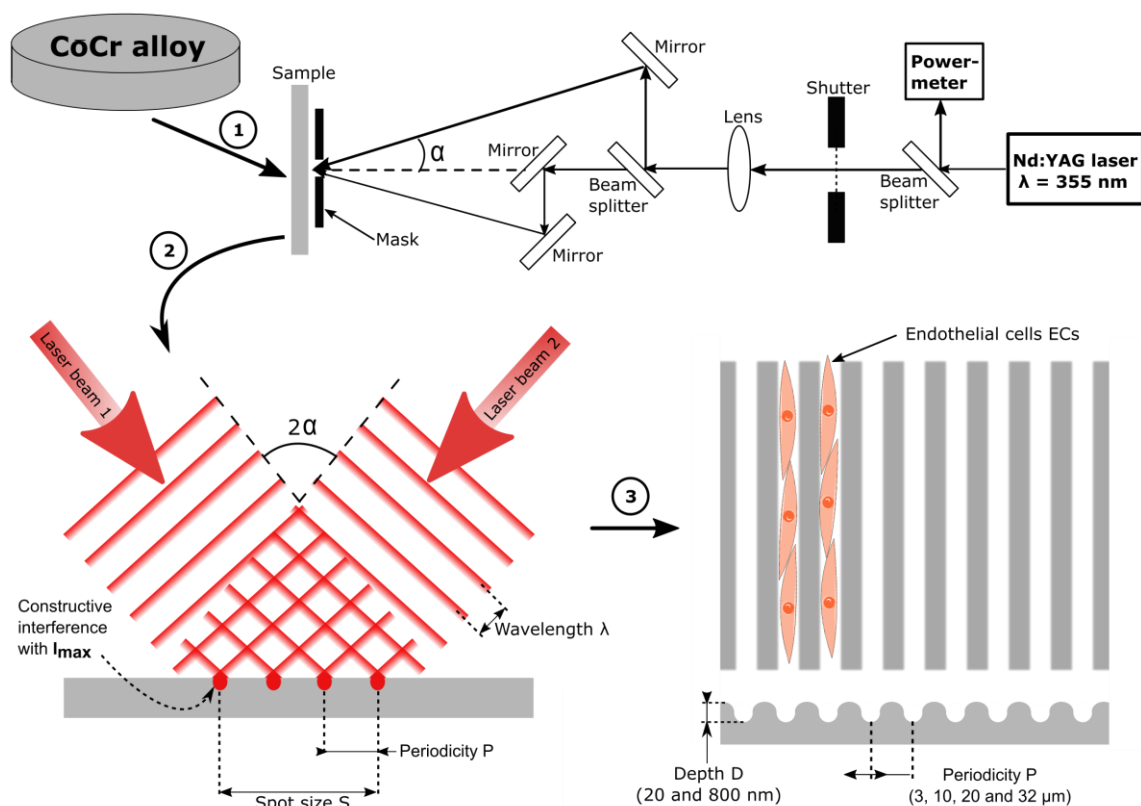 CoCr alloy
1
Sample
Mirror
α
Mirror
Mirror
Mask
Beam
splitter
Lens
Shutter
Power-
meter
Beam
splitter
Nd:YAG laser
λ = 355 nm
2
Laser beam 1
Laser beam 2
2α
Constructive
interference
with Imax
Wavelength λ
Periodicity P
Spot size S
3
Endothelial cells ECs
Depth D
(20 and 800 nm)
Periodicity P
(3, 10, 20 and 32 µm)